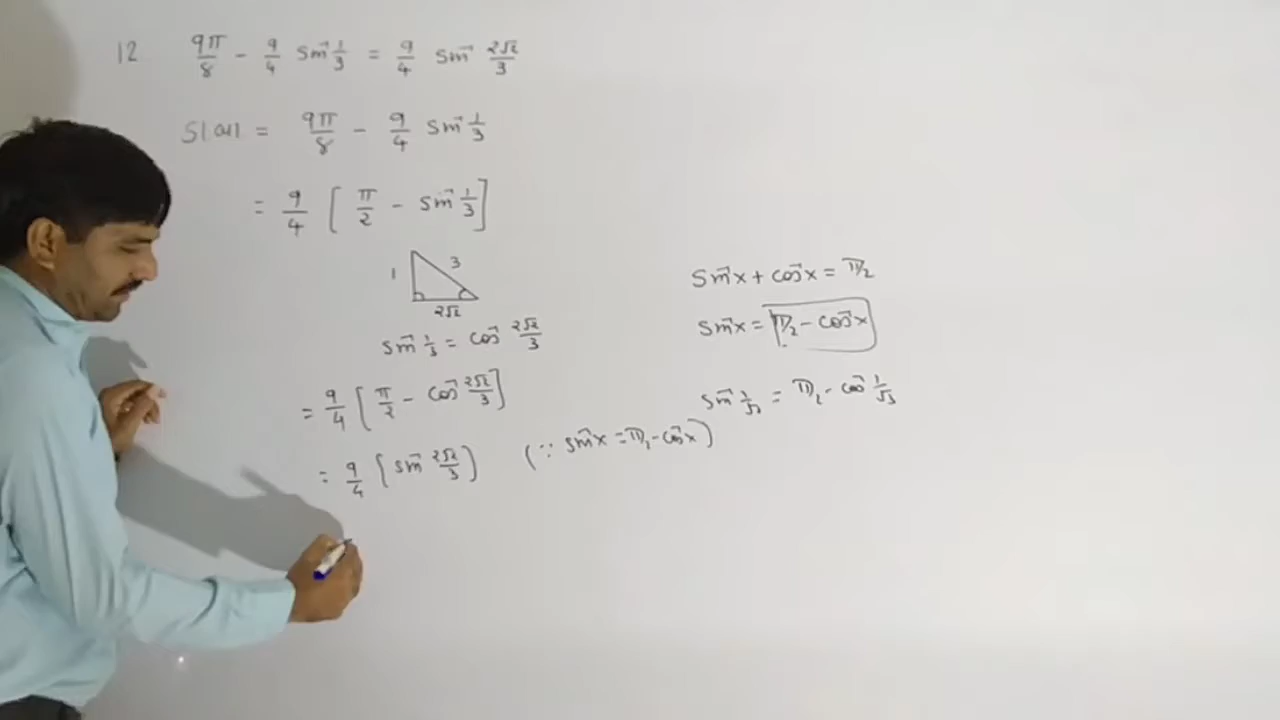 12 9π/8 - 9/4 sin⁻¹ 1/3 = 9/4 sin⁻¹ 2√2/3
= 9π/8 - 9/4 sin⁻¹ 1/3
= 9/4 [ π/2 - sin⁻¹ 1/3 ]
1 3
2√2
sin⁻¹ 1/3 = cos⁻¹ 2√2/3
= 9/4 [ π/2 - cos⁻¹ 2√2/3 ]
= 9/4 [ sin⁻¹ 2√2/3 ) (∵ sin⁻¹x = π/2 - cos⁻¹x )
sin⁻¹x + cos⁻¹x = π/2
sin⁻¹x = π/2 - cos⁻¹x
sin⁻¹ 1/√3 = π/2 - cos⁻¹ 1/√3